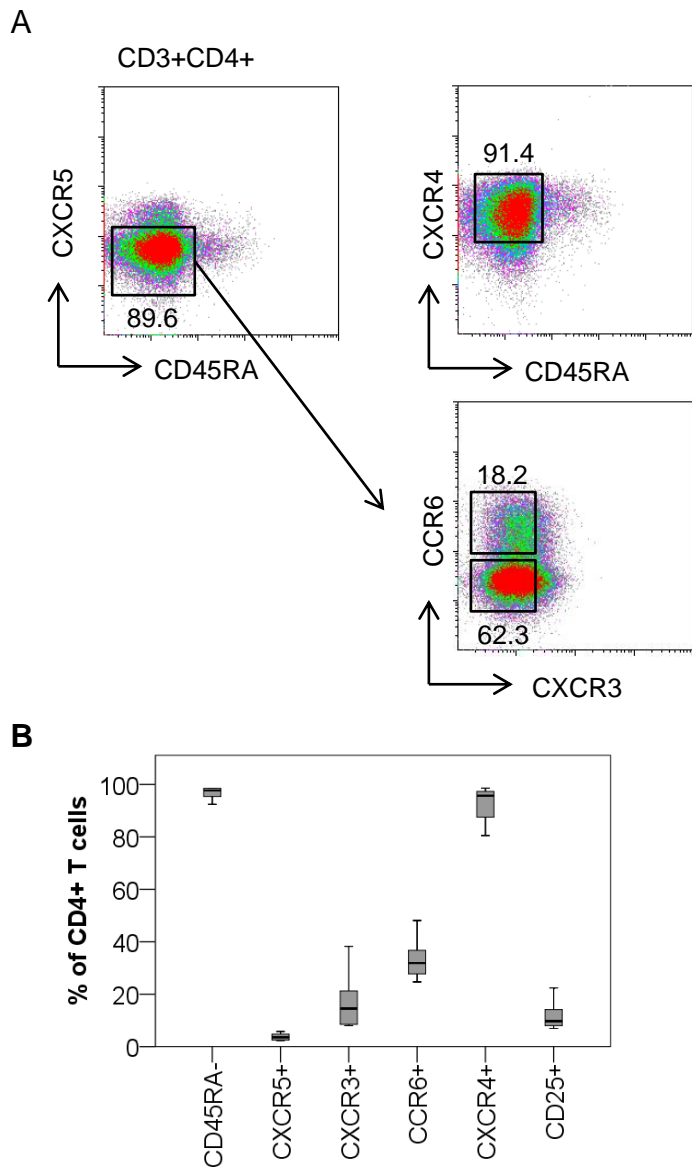 A
CD3+CD4+
CXCR5
89.6
CD45RA
91.4
CXCR4
CD45RA
18.2
CCR6
62.3
CXCR3
B
% of CD4+ T cells
100
80
60
40
20
0
CD45RA-
CXCR5+
CXCR3+
CCR6+
CXCR4+
CD25+